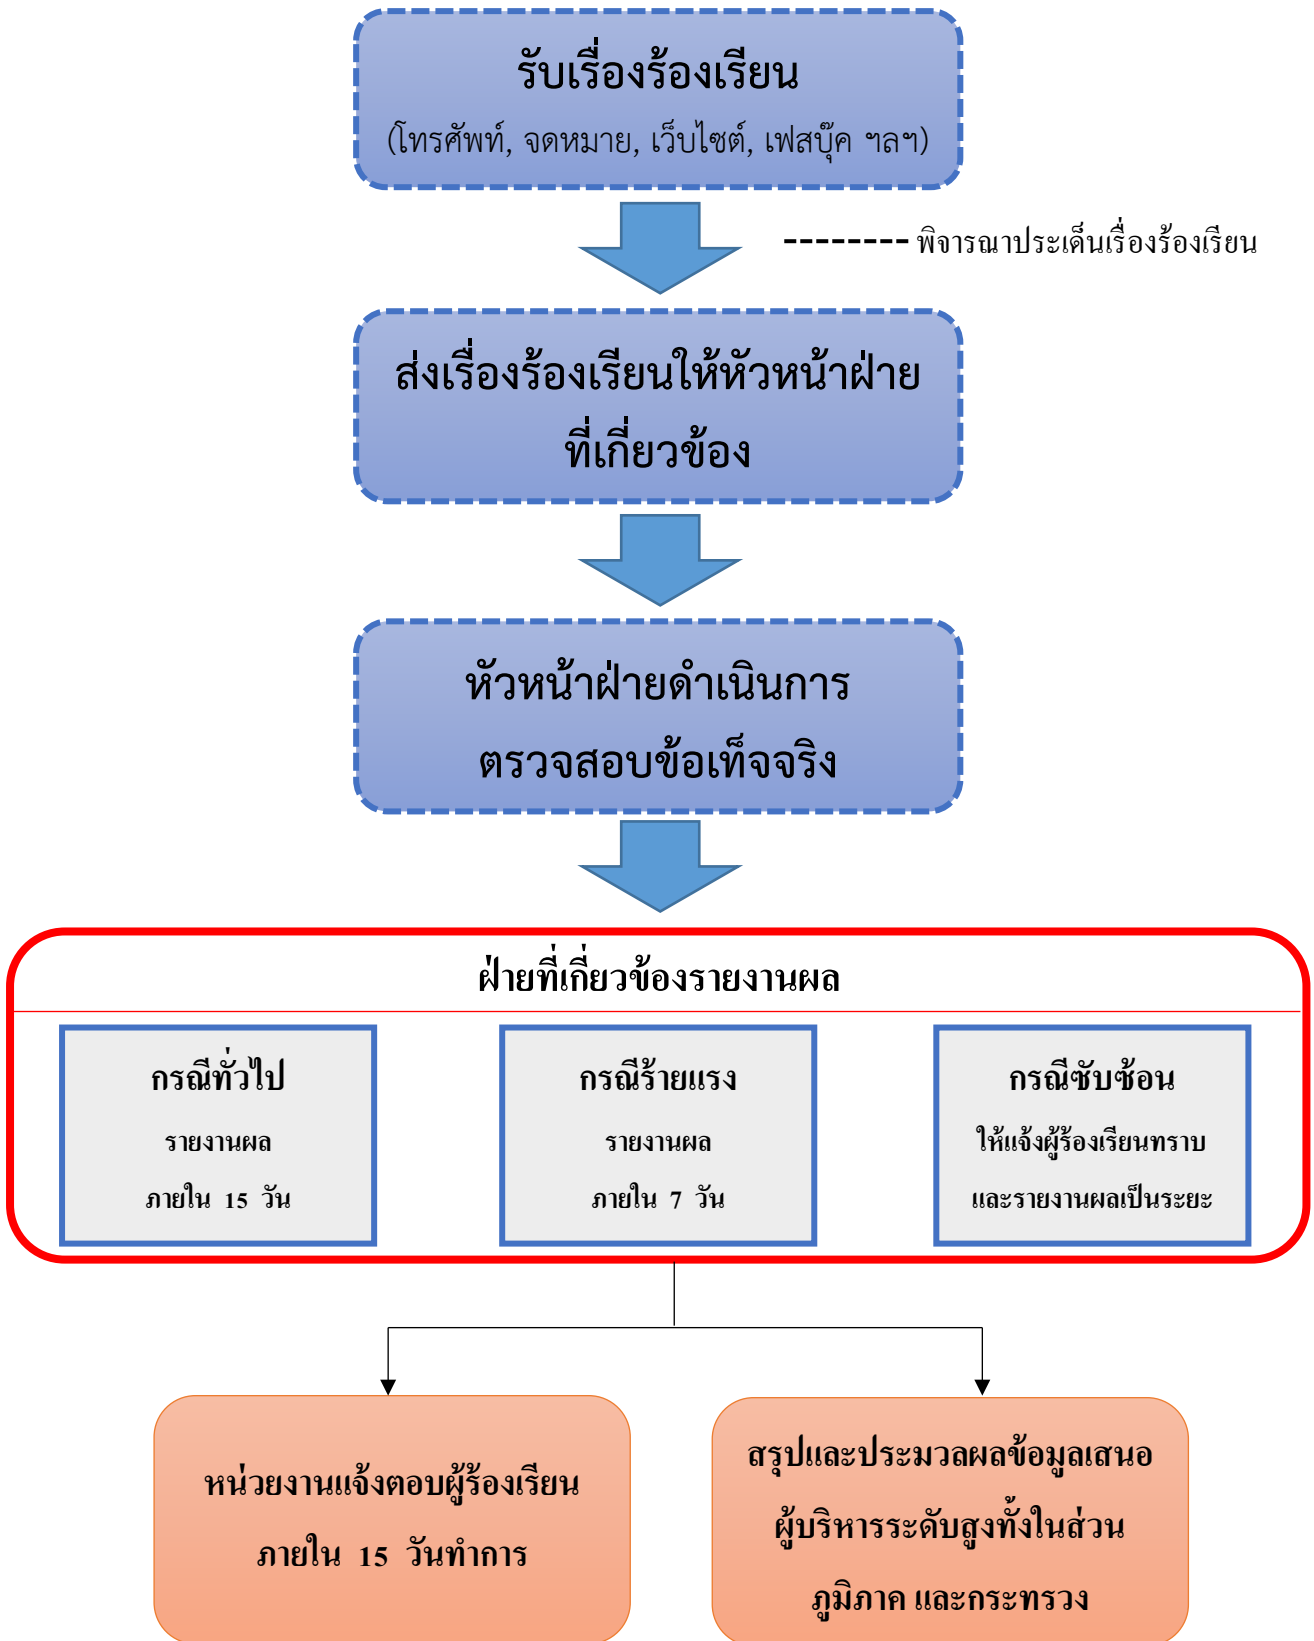 รับเรื่องร้องเรียน
(โทรศัพท์, จดหมาย, เว็บไซต์, เฟสบุ๊ค ฯลฯ)
-------- พิจารณาประเด็นเรื่องร้องเรียน
ส่งเรื่องร้องเรียนให้หัวหน้าฝ่าย
ที่เกี่ยวข้อง
หัวหน้าฝ่ายดำเนินการ
ตรวจสอบข้อเท็จจริง
ฝ่ายที่เกี่ยวข้องรายงานผล
กรณีทั่วไป
รายงานผล
ภายใน 15 วัน
กรณีร้ายแรง
รายงานผล
ภายใน 7 วัน
กรณีซับซ้อน
ให้แจ้งผู้ร้องเรียนทราบ
และรายงานผลเป็นระยะ
หน่วยงานแจ้งตอบผู้ร้องเรียน
ภายใน 15 วันทำการ
สรุปและประมวลผลข้อมูลเสนอ
ผู้บริหารระดับสูงทั้งในส่วน
ภูมิภาค และกระทรวง